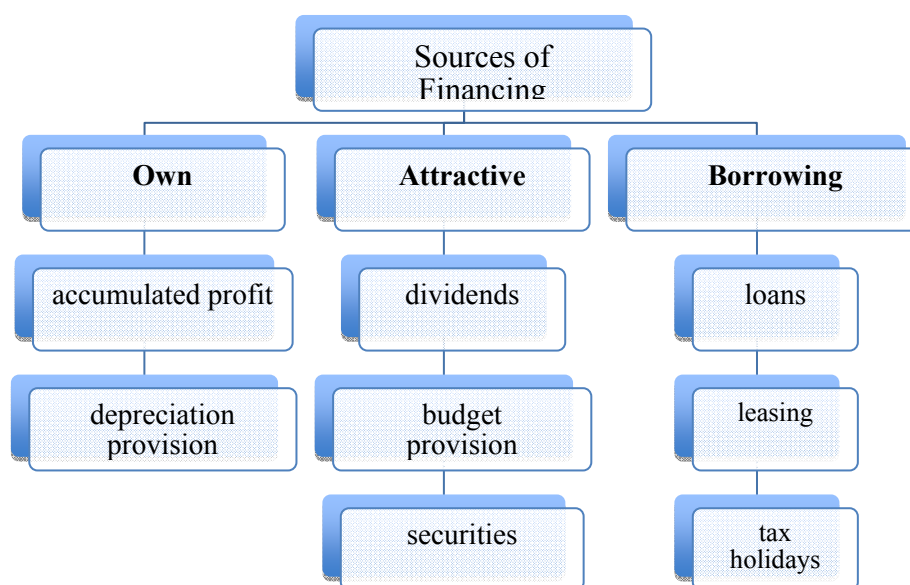 Sources of
Financing
Own
Attractive
Borrowing
accumulated profit
dividends
loans
depreciation
provision
budget
provision
leasing
securities
tax
holidays